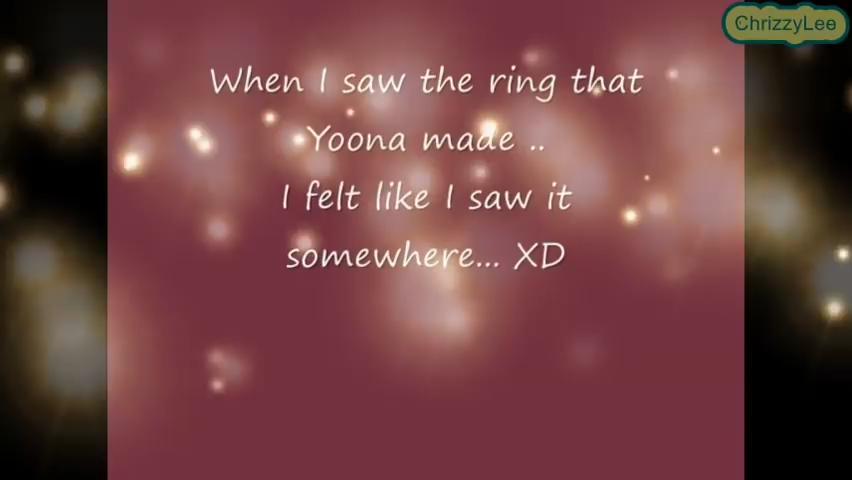 ChrizzyLee
When I saw the ring that
Yoona made ..
I felt like I saw it
somewhere... XD